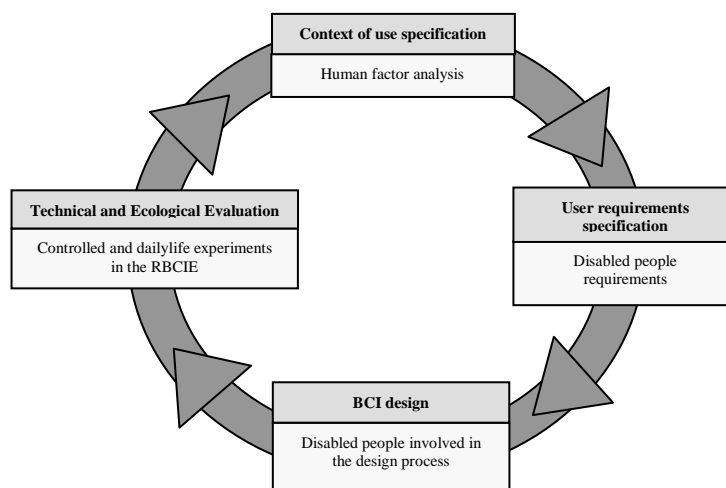 Context of use specification
Human factor analysis
Technical and Ecological Evaluation
Controlled and dailylife experiments
in the RBCIE
User requirements
specification
Disabled people
requirements
BCI design
Disabled people involved in
the design process